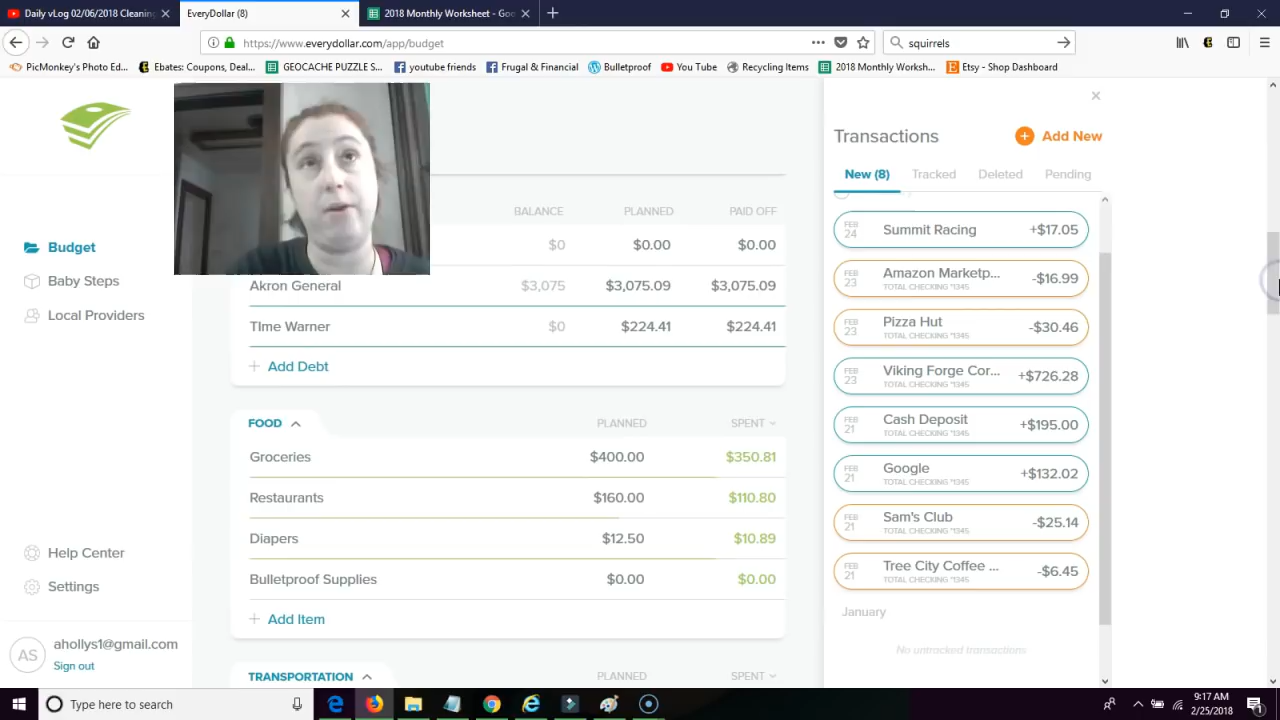 Daily vLog 02/06/2018 Cleaning
EveryDollar (8)
2018 Monthly Worksheet - Goo
https://www.everydollar.com/app/budget
squirrels
PicMonkey's Photo Ed...
Ebates: Coupons, Deal...
GEOCACHE PUZZLE S...
youtube friends
Frugal & Financial
Bulletproof
You Tube
Recycling Items
2018 Monthly Worksh...
Etsy - Shop Dashboard
Budget
Baby Steps
Local Providers
Help Center
Settings
AS
ahollys1@gmail.com
Sign out
BALANCE PLANNED PAID OFF
$0 $0.00 $0.00
Akron General $3,075 $3,075.09 $3,075.09
TIme Warner $0 $224.41 $224.41
+ Add Debt
FOOD PLANNED SPENT
Groceries $400.00 $350.81
Restaurants $160.00 $110.80
Diapers $12.50 $10.89
Bulletproof Supplies $0.00 $0.00
+ Add Item
TRANSPORTATION PLANNED SPENT
Transactions
+ Add New
New (8) Tracked Deleted Pending
FEB 24 Summit Racing +$17.05
FEB 23 Amazon Marketp... -$16.99
TOTAL CHECKING *1345
FEB 23 Pizza Hut -$30.46
TOTAL CHECKING *1345
FEB 23 Viking Forge Cor... +$726.28
TOTAL CHECKING *1345
FEB 21 Cash Deposit +$195.00
TOTAL CHECKING *1345
FEB 21 Google +$132.02
TOTAL CHECKING *1345
FEB 21 Sam's Club -$25.14
TOTAL CHECKING *1345
FEB 21 Tree City Coffee ... -$6.45
TOTAL CHECKING *1345
January
No untracked transactions
Type here to search
9:17 AM
2/25/2018